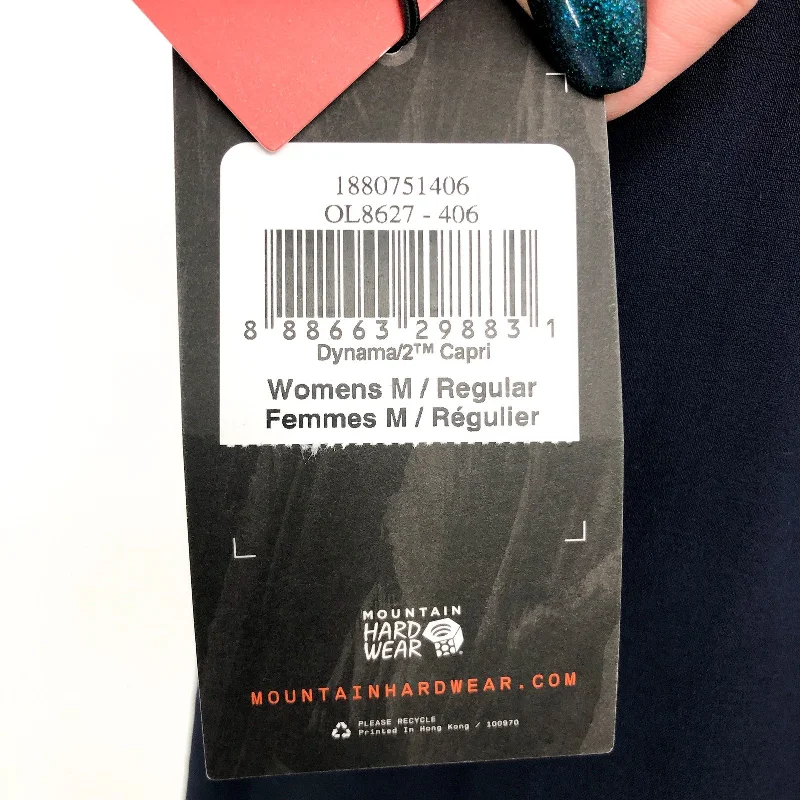 1880751406
OL8627 - 406
8 88663 29883 1
Dynama/2™ Capri
Womens M / Regular
Femmes M / Régulier
MOUNTAIN
HARD
WEAR
MOUNTAINHARDWEAR.COM
PLEASE RECYCLE
Printed In Hong Kong / 100970